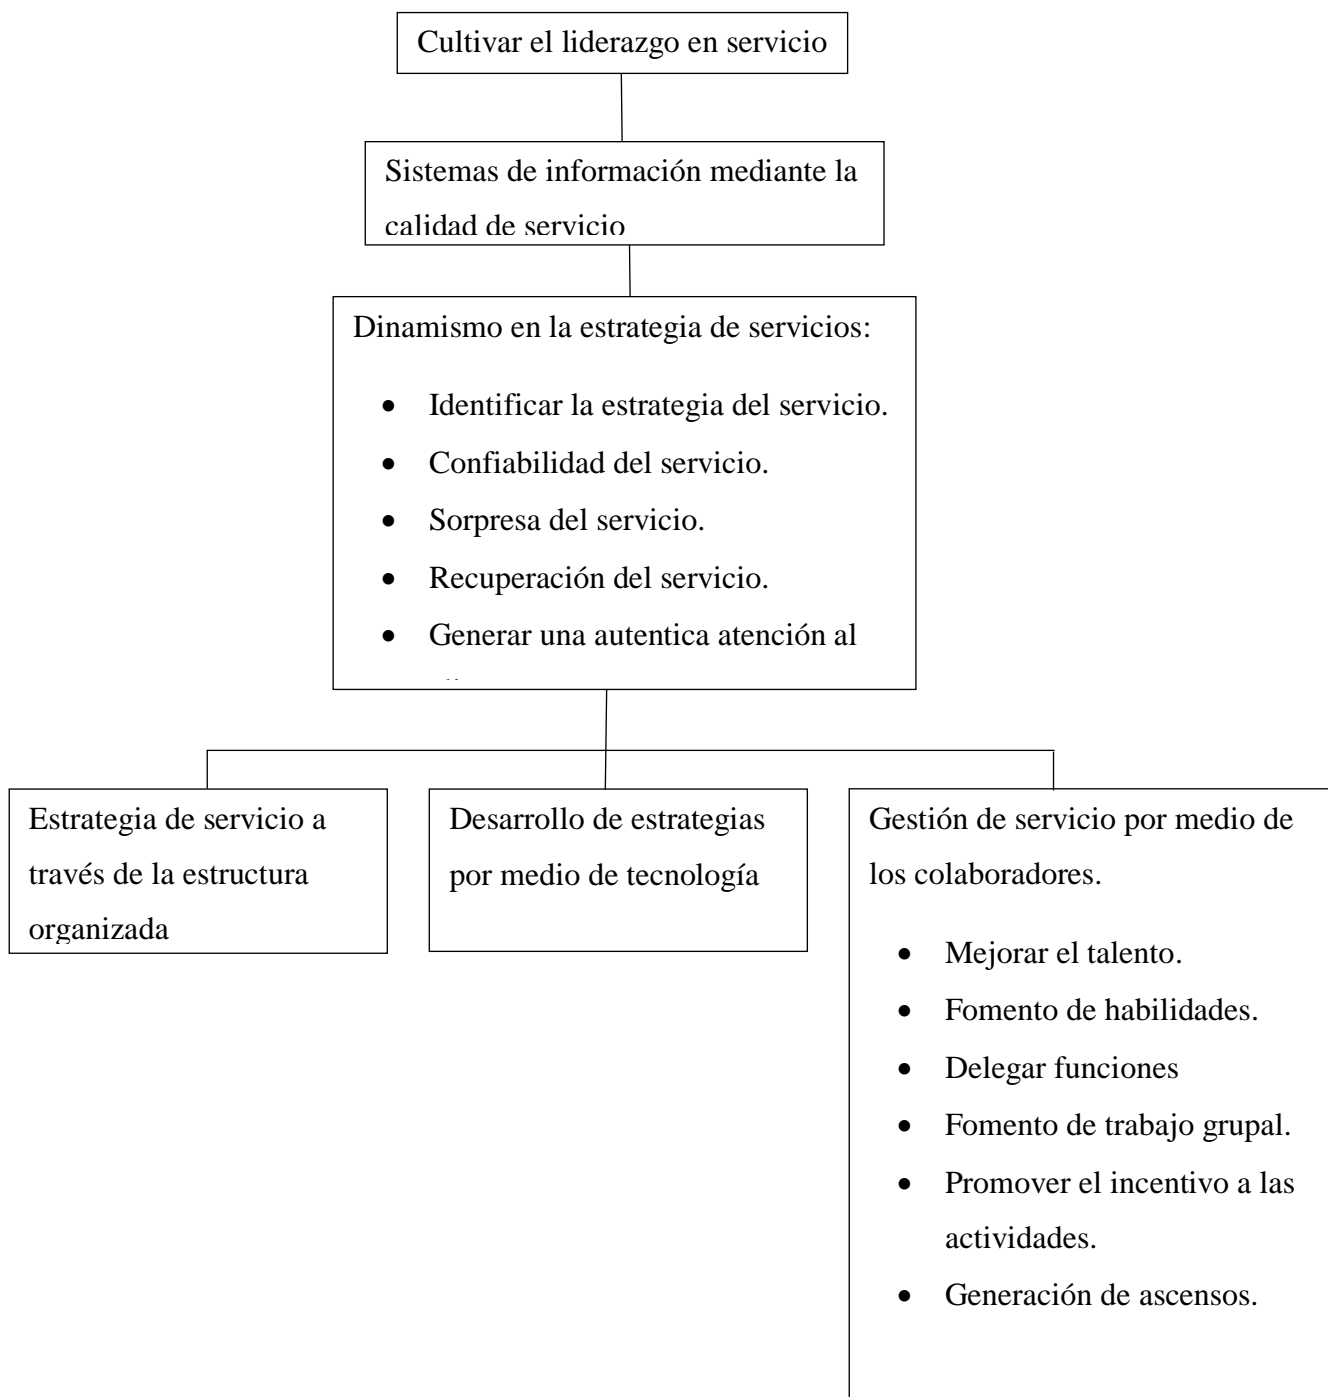 Cultivar el liderazgo en servicio
Sistemas de información mediante la
calidad de servicio
Dinamismo en la estrategia de servicios:
• Identificar la estrategia del servicio.
• Confiabilidad del servicio.
• Sorpresa del servicio.
• Recuperación del servicio.
• Generar una autentica atención al
Estrategia de servicio a
través de la estructura
organizada
Desarrollo de estrategias
por medio de tecnología
Gestión de servicio por medio de
los colaboradores.
• Mejorar el talento.
• Fomento de habilidades.
• Delegar funciones
• Fomento de trabajo grupal.
• Promover el incentivo a las
actividades.
• Generación de ascensos.